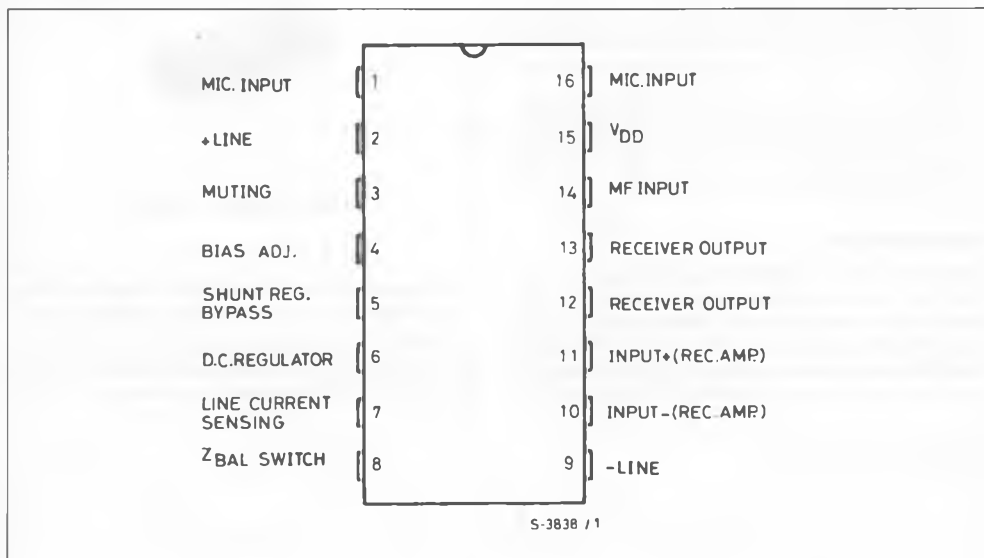 MIC. INPUT 1 16 MIC.INPUT
+LINE 2 15 VDD
MUTING 3 14 MF INPUT
BIAS ADJ. 4 13 RECEIVER OUTPUT
SHUNT REG.
BYPASS 5 12 RECEIVER OUTPUT
D.C.REGULATOR 6 11 INPUT+(REC.AMP.)
LINE CURRENT
SENSING 7 10 INPUT-(REC.AMP.)
ZBAL SWITCH 8 9 -LINE
S-3838 /1